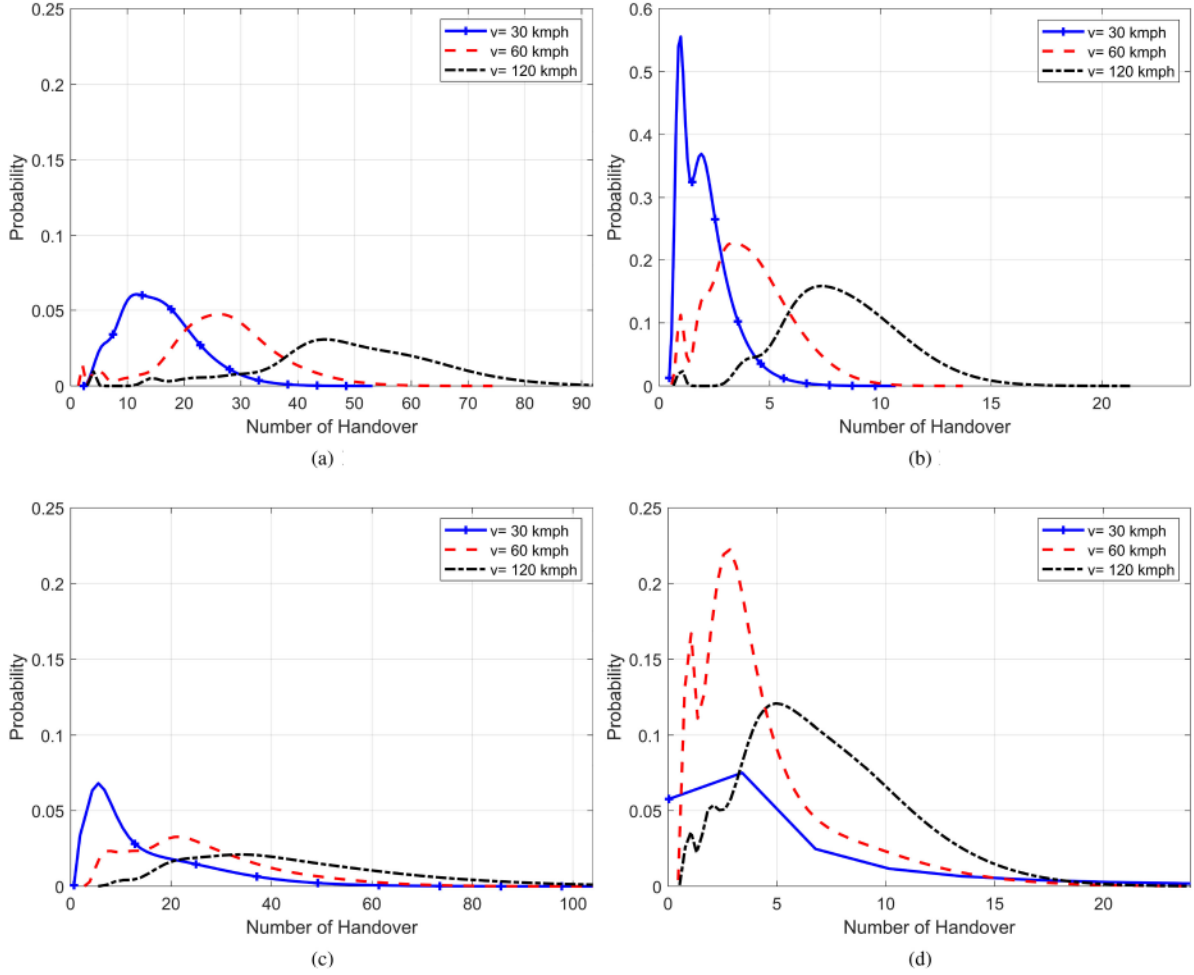 0.25
0.2
0.15
0.1
0.05
0
Probability
v= 30 kmph
v= 60 kmph
v= 120 kmph
0 10 20 30 40 50 60 70 80 90
Number of Handover
(a)
0.6
0.5
0.4
0.3
0.2
0.1
0
Probability
v= 30 kmph
v= 60 kmph
v= 120 kmph
0 5 10 15 20
Number of Handover
(b)
0.25
0.2
0.15
0.1
0.05
0
Probability
v= 30 kmph
v= 60 kmph
v= 120 kmph
0 20 40 60 80 100
Number of Handover
(c)
0.25
0.2
0.15
0.1
0.05
0
Probability
v= 30 kmph
v= 60 kmph
v= 120 kmph
0 5 10 15 20
Number of Handover
(d)